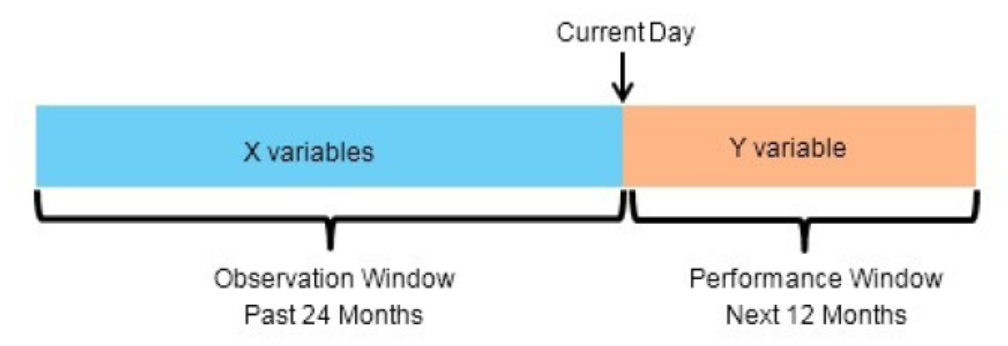 Current Day
X variables
Y variable
Observation Window
Past 24 Months
Performance Window
Next 12 Months